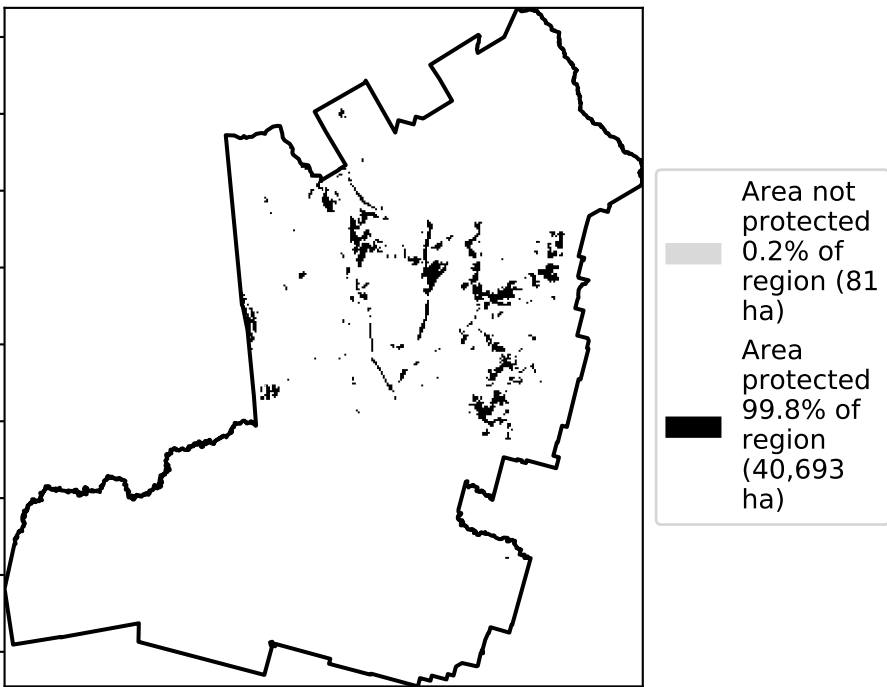 Area not
protected
0.2% of
region (81
ha)
Area
protected
99.8% of
region
(40,693
ha)